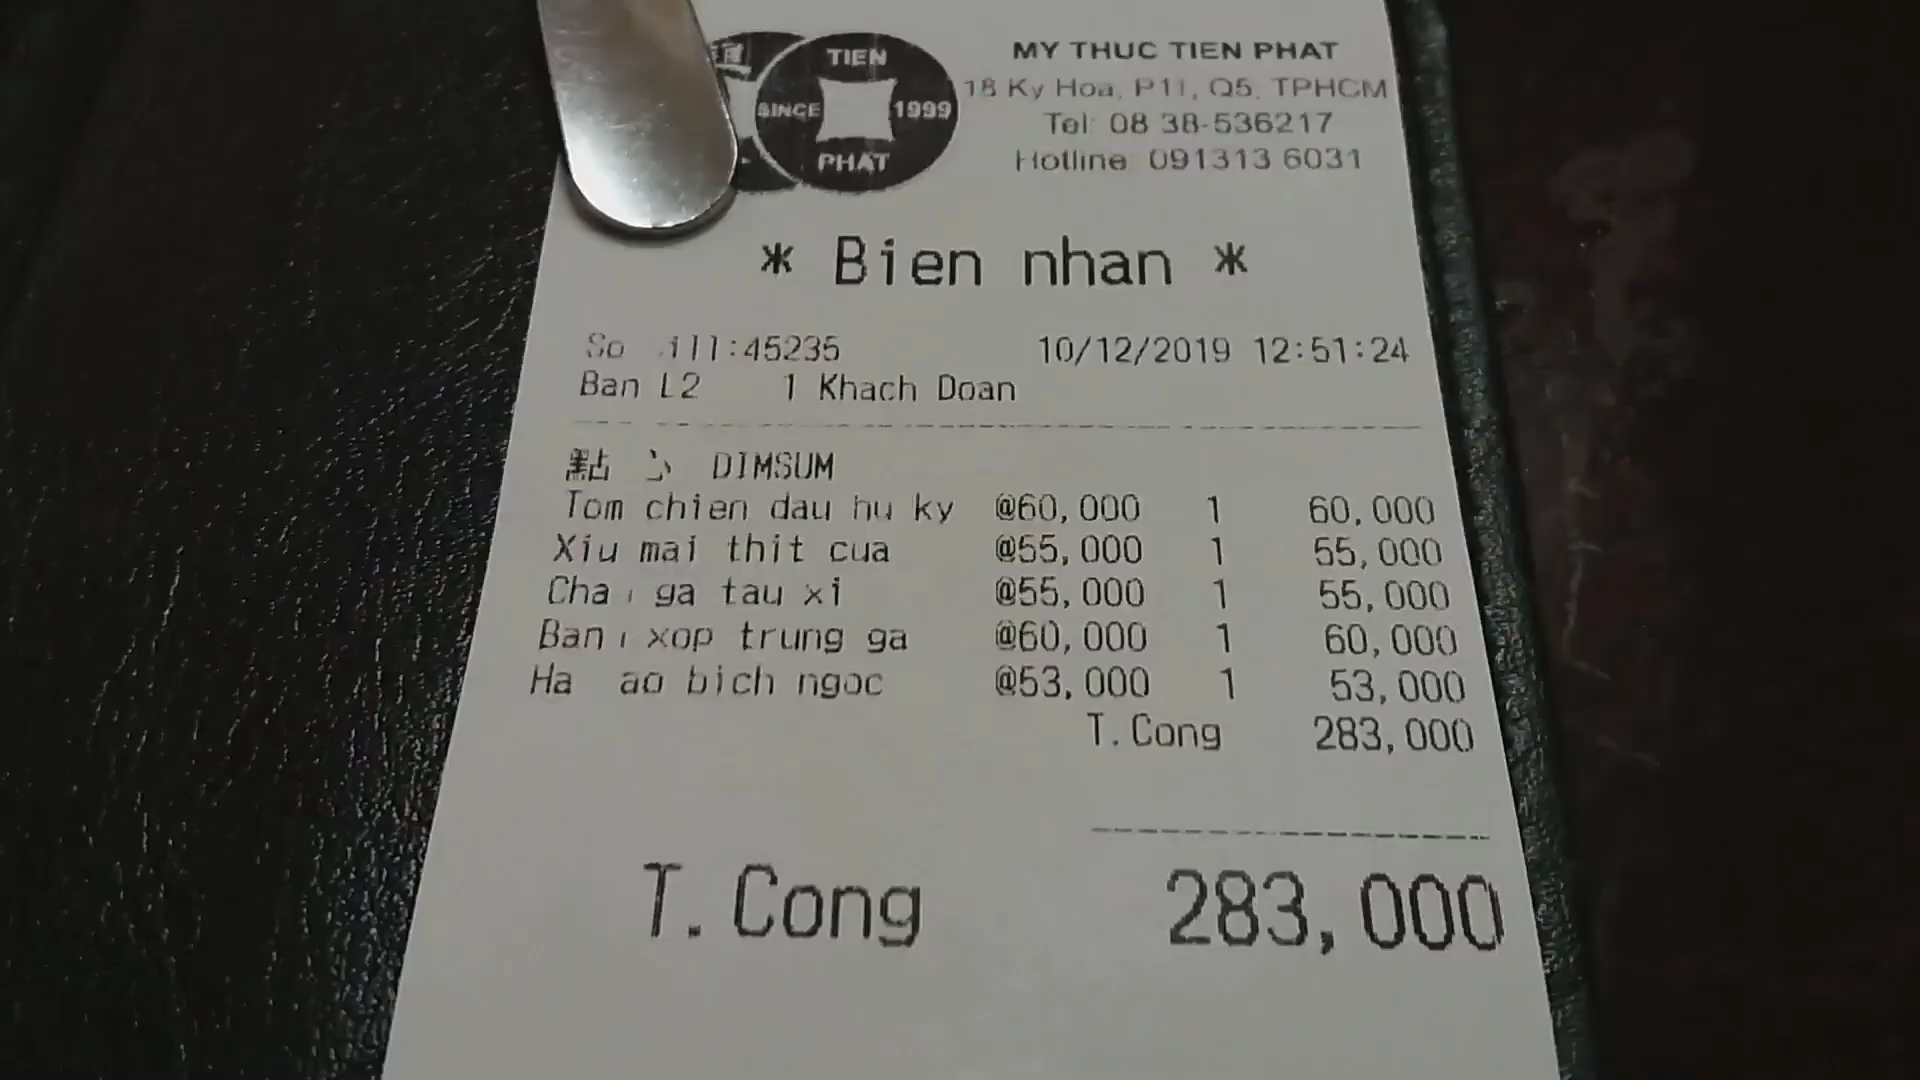 TIEN
SINCE 1999
PHAT
MY THUC TIEN PHAT
18 Ky Hoa, P11, Q5, TPHCM
Tel: 08 38-536217
Hotline: 091313 6031
* Bien nhan *
So ill:45235 10/12/2019 12:51:24
Ban L2 1 Khach Doan
點心 DIMSUM
Tom chien dau hu ky @60,000 1 60,000
Xiu mai thit cua @55,000 1 55,000
Cha ga tau xi @55,000 1 55,000
Ban xop trung ga @60,000 1 60,000
Ha ao bich ngoc @53,000 1 53,000
T.Cong 283,000
T.Cong 283,000